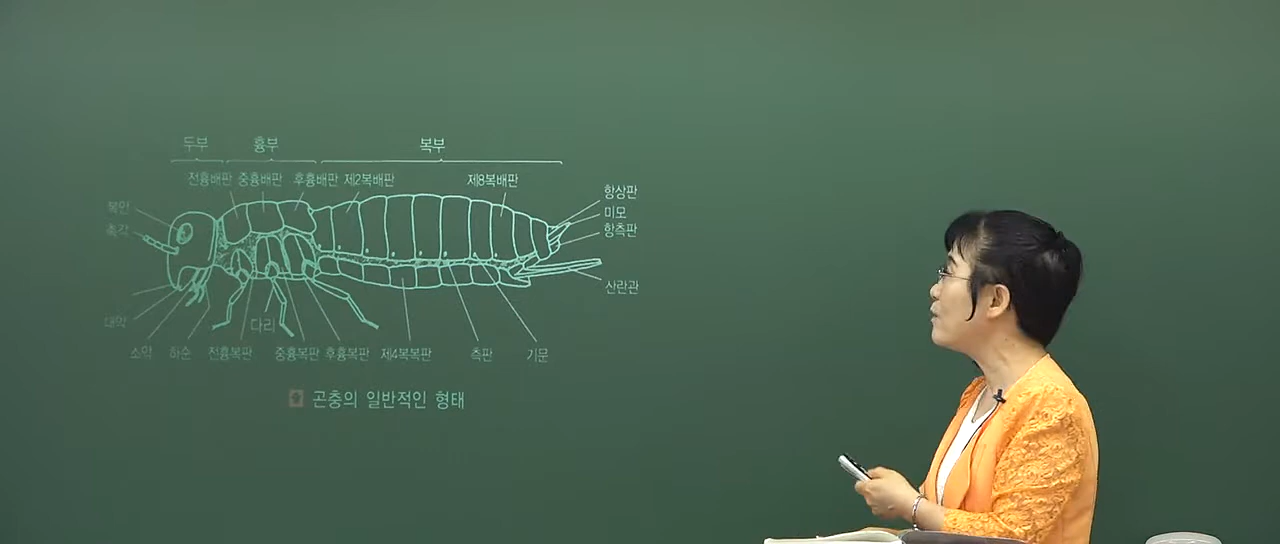 두부 흉부 복부
전흉배판 중흉배판 후흉배판 제2복배판 제8복배판
항상판
복안 미모
촉각 항측판
산란관
대악 다리
소악 하순 전흉복판 중흉복판 후흉복판 제4복복판 측판 기문
곤충의 일반적인 형태